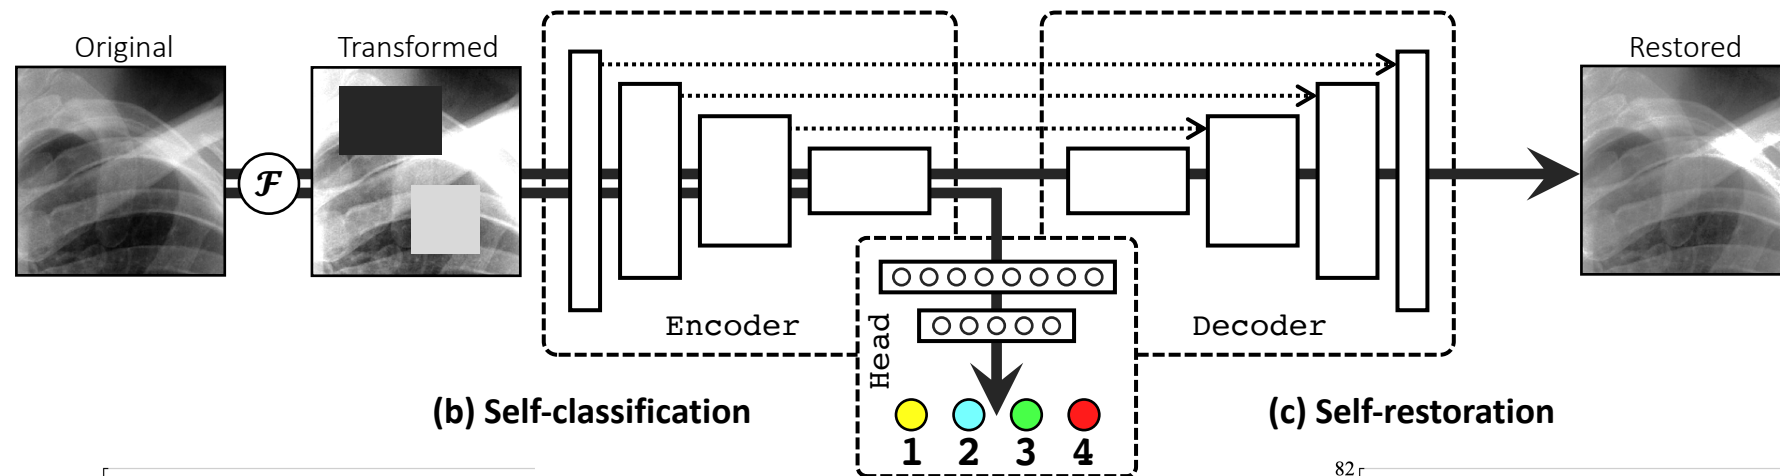 Original
Transformed
Restored
ℱ
Encoder
Decoder
Head
(b) Self-classification
(c) Self-restoration
1 2 3 4
82